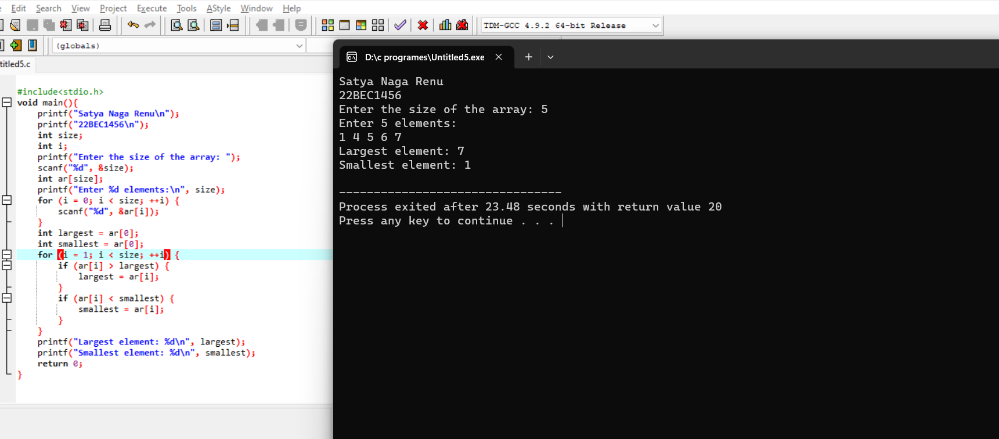 Edit Search View Project Execute Tools AStyle Window Help
TDM-GCC 4.9.2 64-bit Release
(globals)
titled5.c
#include<stdio.h>
void main(){
printf("Satya Naga Renu\n");
printf("22BEC1456\n");
int size;
int i;
printf("Enter the size of the array: ");
scanf("%d", &size);
int ar[size];
printf("Enter %d elements:\n", size);
for (i = 0; i < size; ++i) {
scanf("%d", &ar[i]);
}
int largest = ar[0];
int smallest = ar[0];
for (i = 1; i < size; ++i) {
if (ar[i] > largest) {
largest = ar[i];
}
if (ar[i] < smallest) {
smallest = ar[i];
}
}
printf("Largest element: %d\n", largest);
printf("Smallest element: %d\n", smallest);
return 0;
}
D:\c programes\Untitled5.exe
Satya Naga Renu
22BEC1456
Enter the size of the array: 5
Enter 5 elements:
1 4 5 6 7
Largest element: 7
Smallest element: 1
--------------------------------
Process exited after 23.48 seconds with return value 20
Press any key to continue . . .